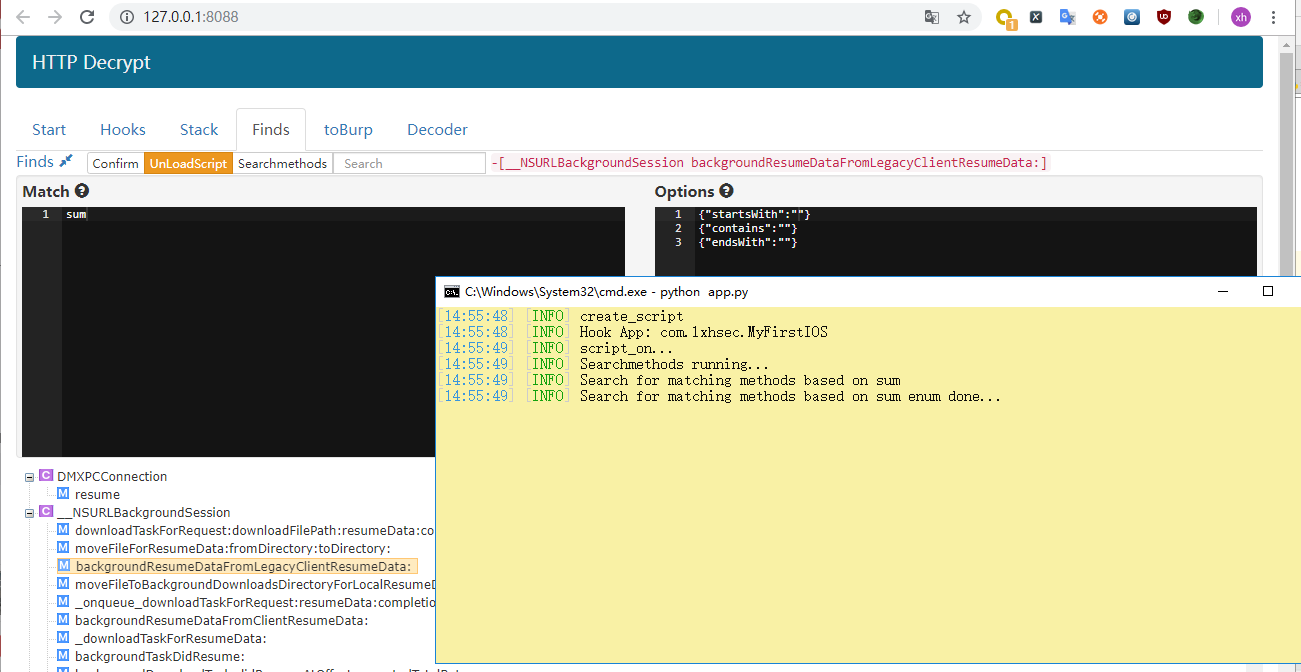 127.0.0.1:8088
1
X
UD
xh
HTTP Decrypt
Start Hooks Stack Finds toBurp Decoder
Finds Confirm UnLoadScript Searchmethods Search -[__NSURLBackgroundSession backgroundResumeDataFromLegacyClientResumeData:]
Match ?
1 sum
Options ?
1 {"startsWith":""}
2 {"contains":""}
3 {"endsWith":""}
C:\Windows\System32\cmd.exe - python app.py
[14:55:48] [INFO] create_script
[14:55:48] [INFO] Hook App: com.lxhsec.MyFirstIOS
[14:55:49] [INFO] script_on...
[14:55:49] [INFO] Searchmethods running...
[14:55:49] [INFO] Search for matching methods based on sum
[14:55:49] [INFO] Search for matching methods based on sum enum done...
C DMXPCConnection
M resume
C __NSURLBackgroundSession
M downloadTaskForRequest:downloadFilePath:resumeData:co
M moveFileForResumeData:fromDirectory:toDirectory:
M backgroundResumeDataFromLegacyClientResumeData:
M moveFileToBackgroundDownloadsDirectoryForLocalResumeD
M _onqueue_downloadTaskForRequest:resumeData:completio
M backgroundResumeDataFromClientResumeData:
M _downloadTaskForResumeData:
M backgroundTaskDidResume: